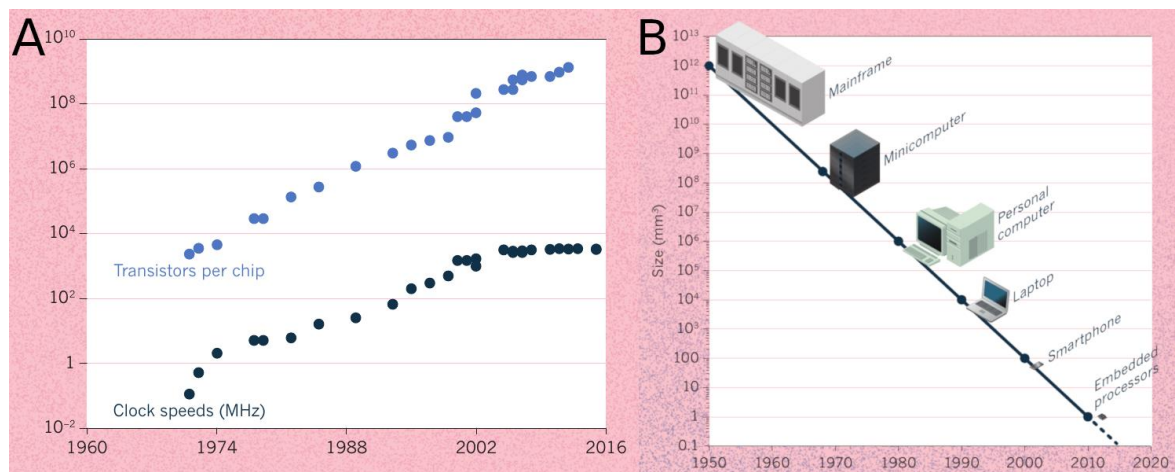 A
10¹⁰
10⁸
10⁶
10⁴
Transistors per chip
10²
1
Clock speeds (MHz)
10⁻²
1960
1974
1988
2002
2016
B
Size (mm³)
10¹³
10¹²
10¹¹
10¹⁰
10⁹
10⁸
10⁷
10⁶
10⁵
10⁴
10³
100
10
1
0.1
Mainframe
Minicomputer
Personal
computer
Laptop
Smartphone
Embedded
processors
1950
1960
1970
1980
1990
2000
2010
2020